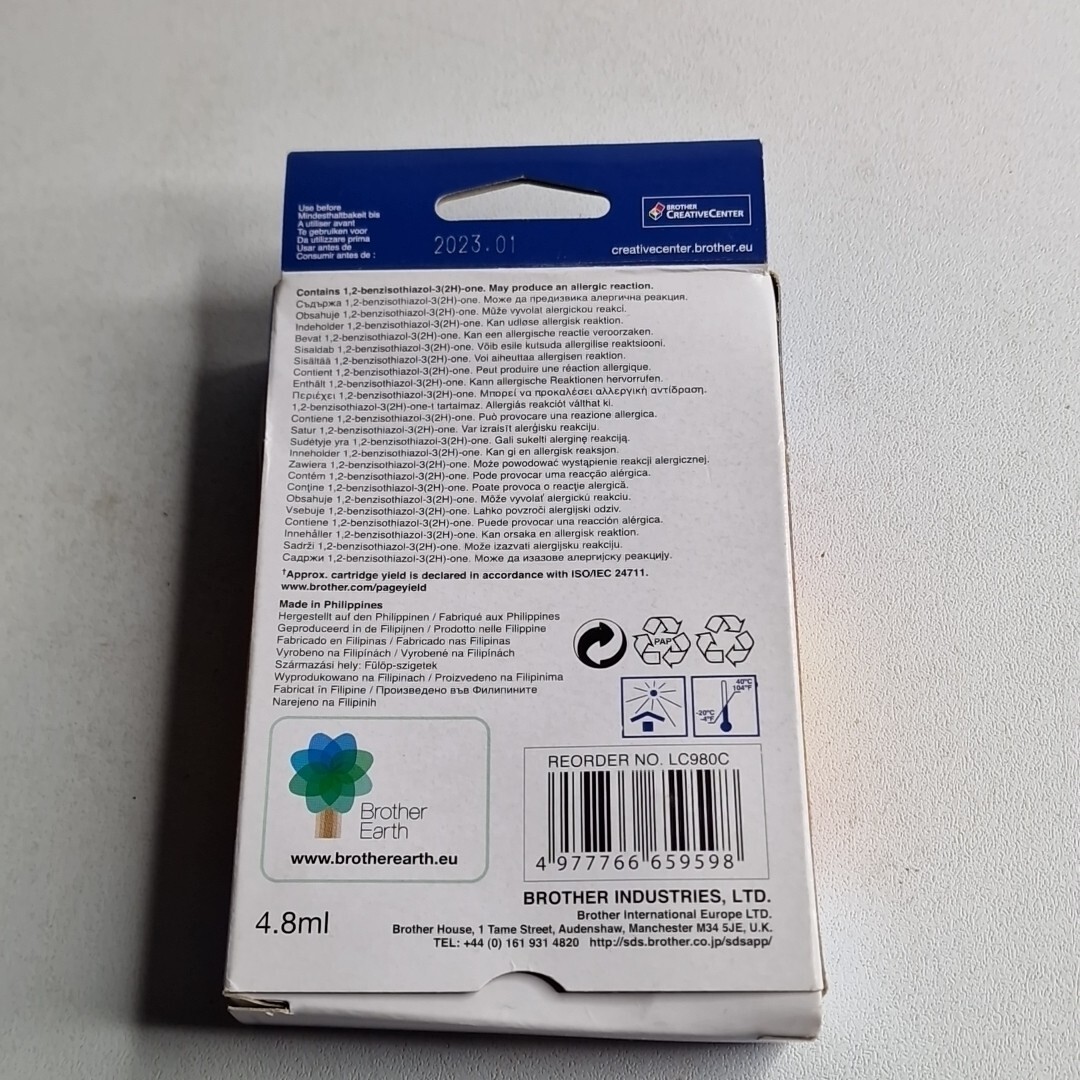 Use before
Mindesthaltbakeit bis
A utiliser avant
Te gebruiken voor
Da utilizzare prima
Usar antes de
Consumir antes de :
2023.01
BROTHER
CREATIVECENTER
creativecenter.brother.eu
Contains 1,2-benzisothiazol-3(2H)-one. May produce an allergic reaction.
Съдържа 1,2-benzisothiazol-3(2H)-one. Може да предизвика алергична реакция.
Obsahuje 1,2-benzisothiazol-3(2H)-one. Může vyvolat alergickou reakci.
Indeholder 1,2-benzisothiazol-3(2H)-one. Kan udløse allergisk reaktion.
Bevat 1,2-benzisothiazol-3(2H)-one. Kan een allergische reactie veroorzaken.
Sisaldab 1,2-benzisothiazol-3(2H)-one. Võib esile kutsuda allergilise reaktsiooni.
Sisältää 1,2-benzisothiazol-3(2H)-one. Voi aiheuttaa allergisen reaktion.
Contient 1,2-benzisothiazol-3(2H)-one. Peut produire une réaction allergique.
Enthält 1,2-benzisothiazol-3(2H)-one. Kann allergische Reaktionen hervorrufen.
Περιέχει 1,2-benzisothiazol-3(2H)-one. Μπορεί να προκαλέσει αλλεργική αντίδραση.
1,2-benzisothiazol-3(2H)-one-t tartalmaz. Allergiás reakciót válthat ki.
Contiene 1,2-benzisothiazol-3(2H)-one. Può provocare una reazione allergica.
Satur 1,2-benzisothiazol-3(2H)-one. Var izraisīt alerģisku reakciju.
Sudėtyje yra 1,2-benzisothiazol-3(2H)-one. Gali sukelti alerginę reakciją.
Inneholder 1,2-benzisothiazol-3(2H)-one. Kan gi en allergisk reaksjon.
Zawiera 1,2-benzisothiazol-3(2H)-one. Może powodować wystąpienie reakcji alergicznej.
Contém 1,2-benzisothiazol-3(2H)-one. Pode provocar uma reacção alérgica.
Conţine 1,2-benzisothiazol-3(2H)-one. Poate provoca o reacţie alergică.
Obsahuje 1,2-benzisothiazol-3(2H)-one. Môže vyvolať alergickú reakciu.
Vsebuje 1,2-benzisothiazol-3(2H)-one. Lahko povzroči alergijski odziv.
Contiene 1,2-benzisothiazol-3(2H)-one. Puede provocar una reacción alérgica.
Innehåller 1,2-benzisothiazol-3(2H)-one. Kan orsaka en allergisk reaktion.
Sadrži 1,2-benzisothiazol-3(2H)-one. Može izazvati alergijsku reakciju.
Садржи 1,2-benzisothiazol-3(2H)-one. Може да изазове алергијску реакцију.
†Approx. cartridge yield is declared in accordance with ISO/IEC 24711.
www.brother.com/pageyield
Made in Philippines
Hergestellt auf den Philippinen / Fabriqué aux Philippines
Geproduceerd in de Filipijnen / Prodotto nelle Filippine
Fabricado en Filipinas / Fabricado nas Filipinas
Vyrobeno na Filipínách / Vyrobené na Filipínách
Származási hely: Fülöp-szigetek
Wyprodukowano na Filipinach / Proizvedeno na Filipinima
Fabricat în Filipine / Произведено във Филипините
Narejeno na Filipinih
PAP
40°C
104°F
-20°C
-4°F
Brother
Earth
www.brotherearth.eu
REORDER NO. LC980C
4 977766 659598
4.8ml
BROTHER INDUSTRIES, LTD.
Brother International Europe LTD.
Brother House, 1 Tame Street, Audenshaw, Manchester M34 5JE, U.K.
TEL: +44 (0) 161 931 4820 http://sds.brother.co.jp/sdsapp/